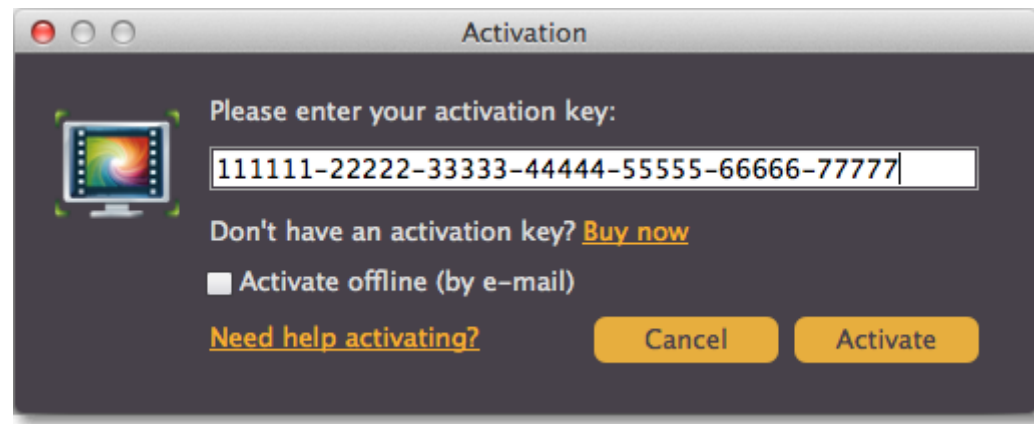 Activation
Please enter your activation key:
111111-22222-33333-44444-55555-66666-77777
Don't have an activation key? Buy now
Activate offline (by e-mail)
Need help activating? Cancel Activate